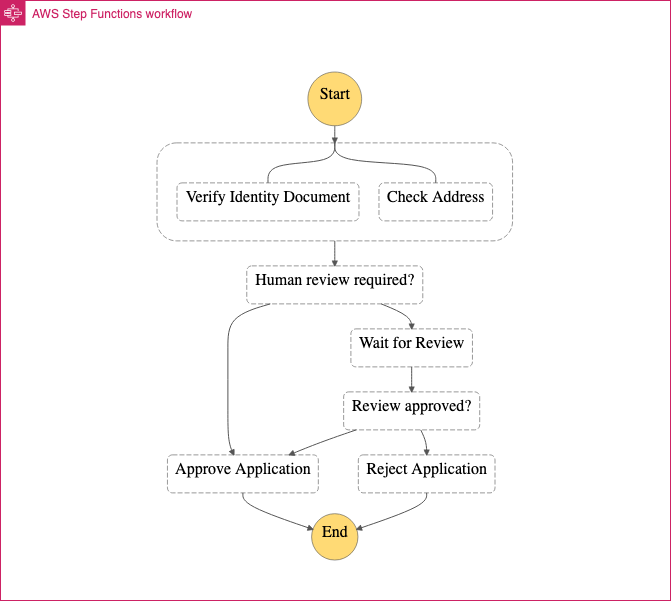 AWS Step Functions workflow
Start
Verify Identity Document
Check Address
Human review required?
Wait for Review
Review approved?
Approve Application
Reject Application
End